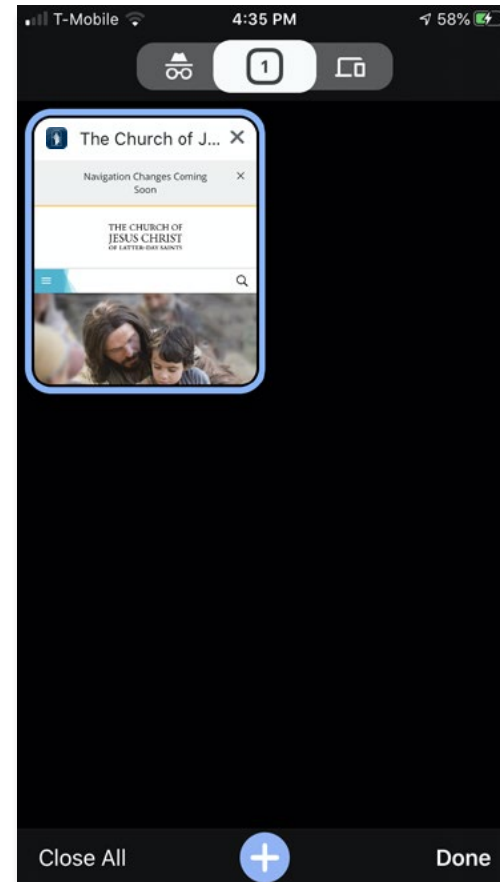 T-Mobile
4:35 PM
58%
1
The Church of J...
Navigation Changes Coming
Soon
THE CHURCH OF
JESUS CHRIST
OF LATTER-DAY SAINTS
Close All
Done